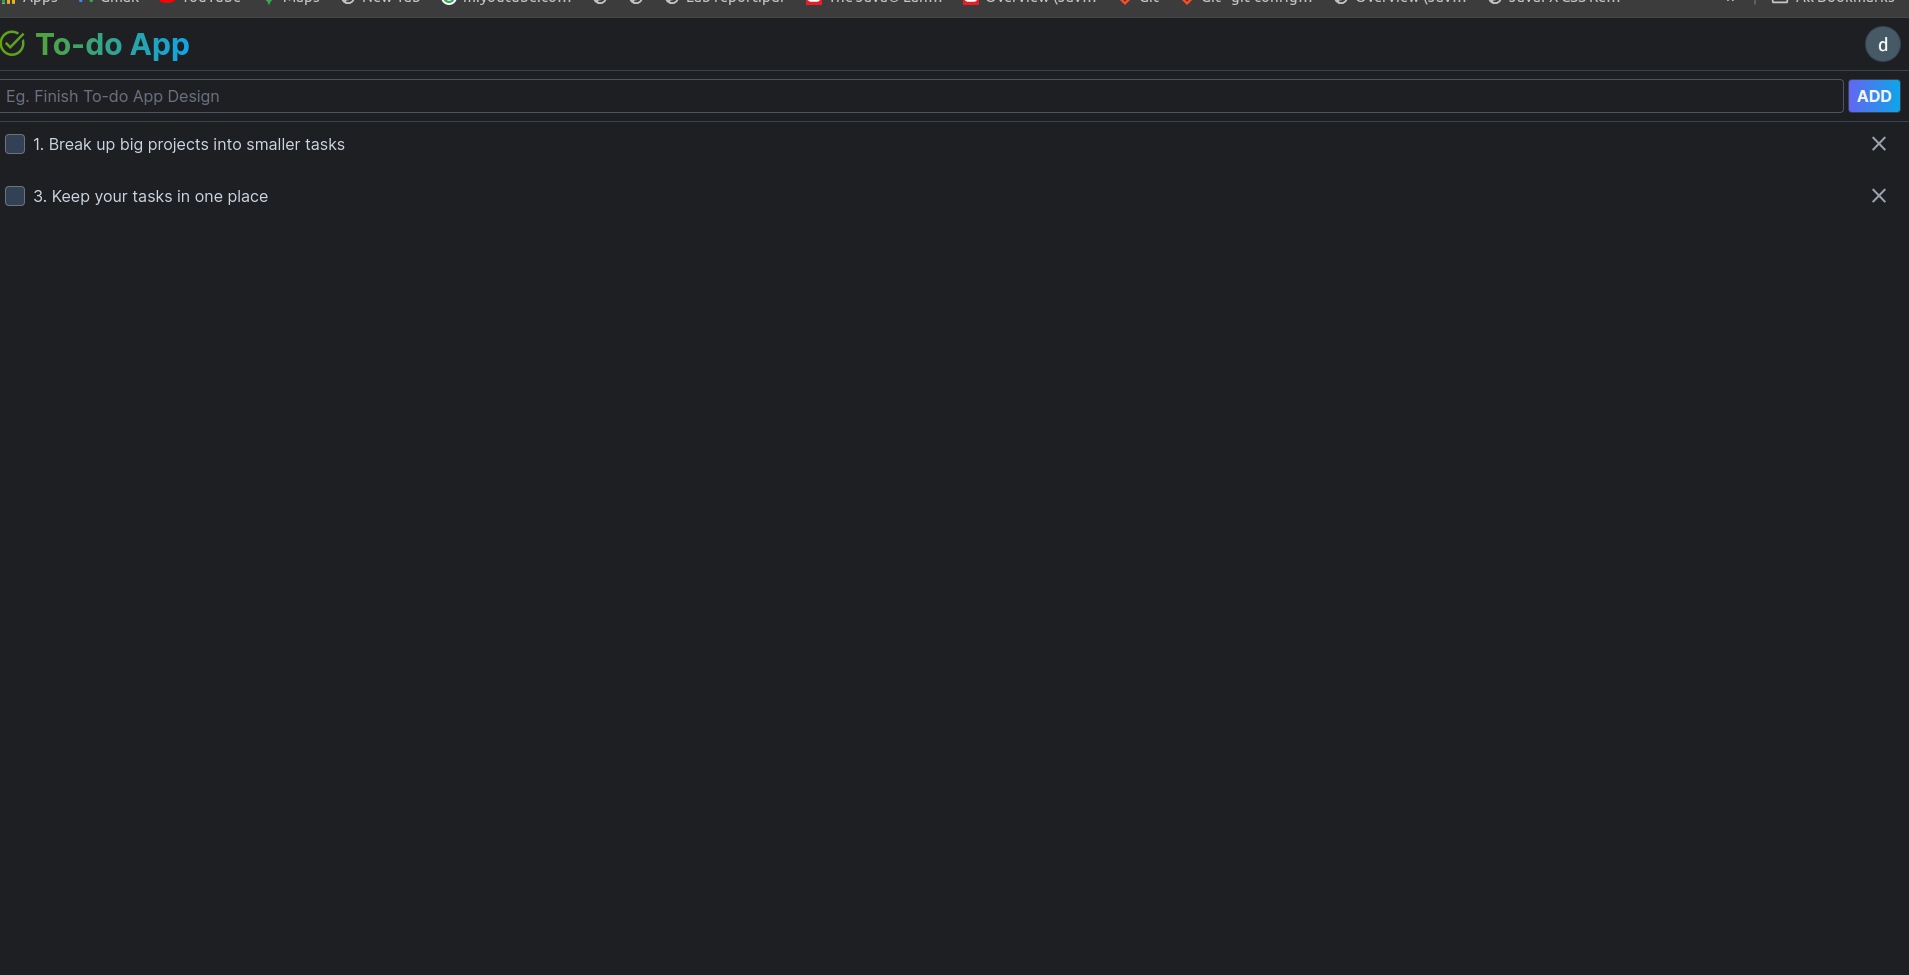 To-do App
d
Eg. Finish To-do App Design
ADD
1. Break up big projects into smaller tasks
3. Keep your tasks in one place